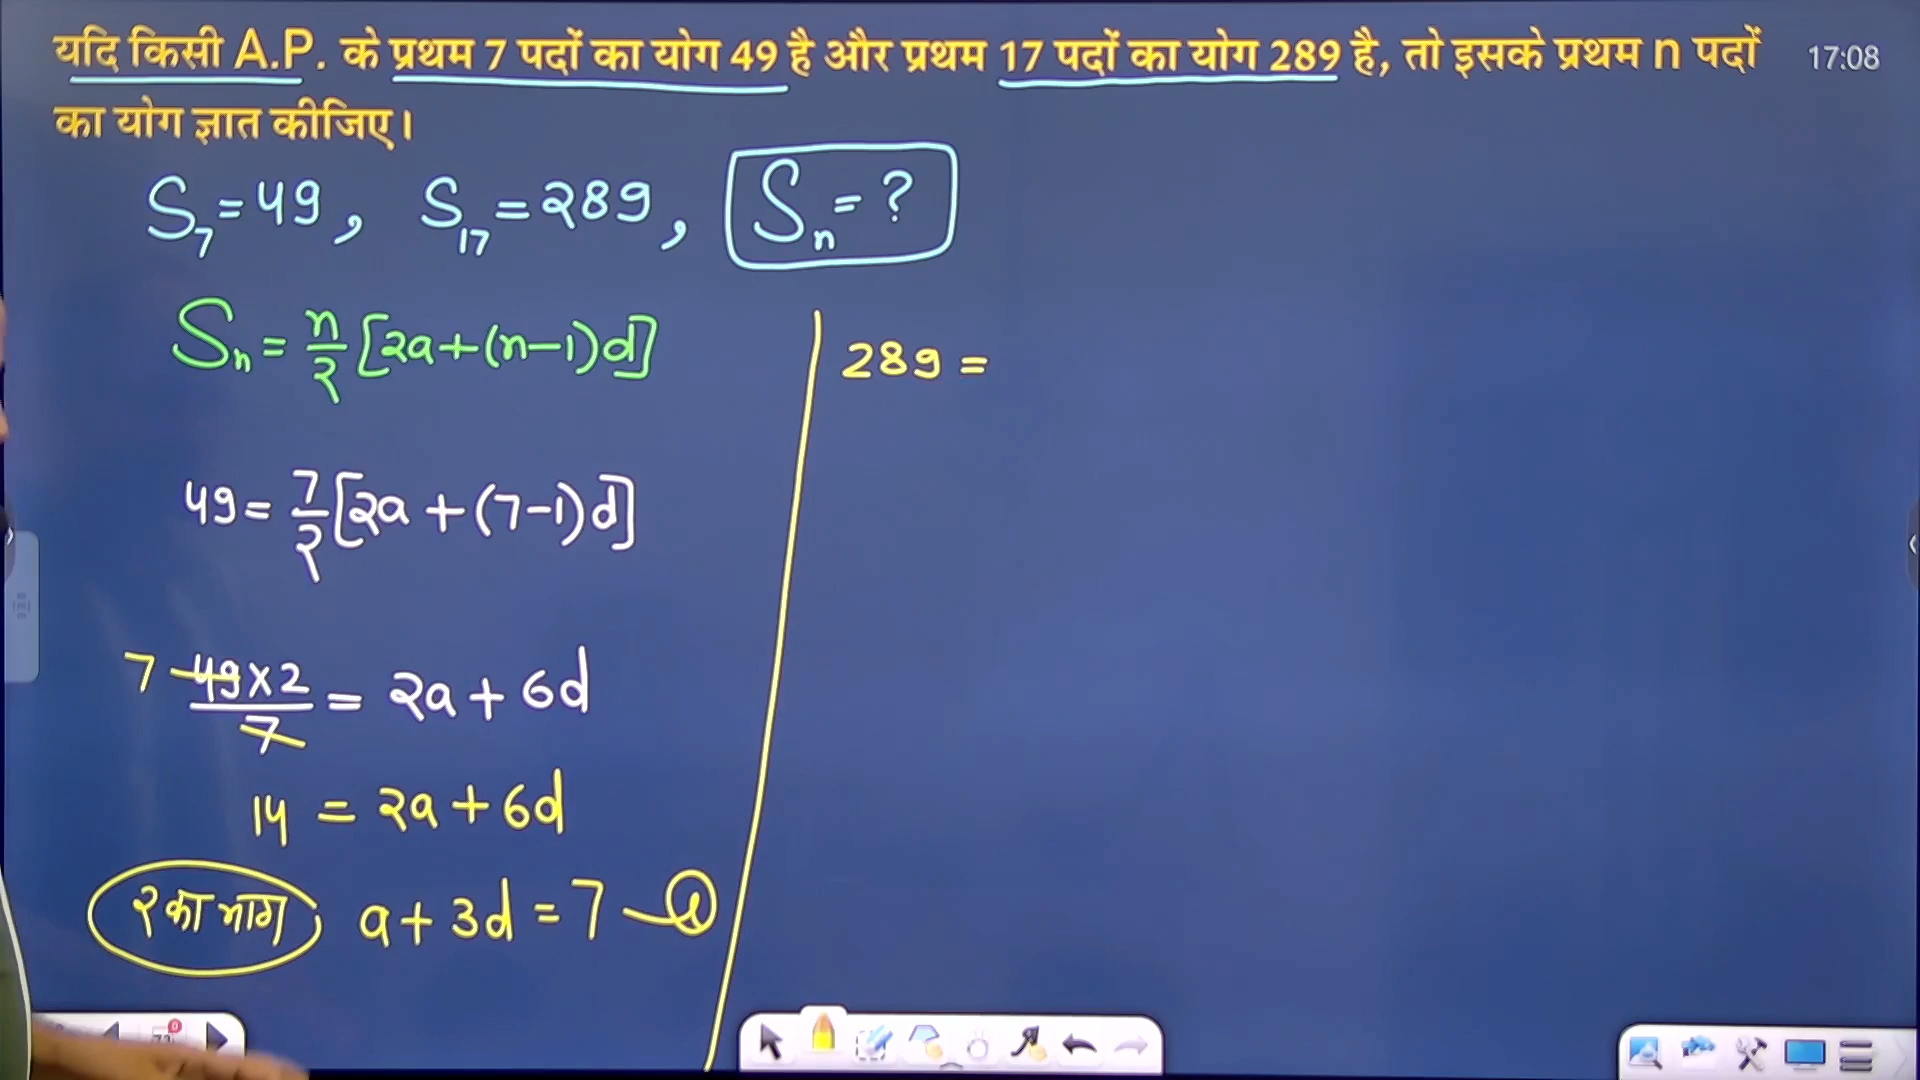 यदि किसी A.P. के प्रथम 7 पदों का योग 49 है और प्रथम 17 पदों का योग 289 है, तो इसके प्रथम n पदों
का योग ज्ञात कीजिए।
17:08
S₇ = 49, S₁₇ = 289, Sₙ = ?
Sₙ = n/2 [2a+(n-1)d]
49 = 7/2 [2a + (7-1)d]
7 49×2/7 = 2a + 6d
14 = 2a + 6d
2 का भाग a + 3d = 7 - ①
289 =